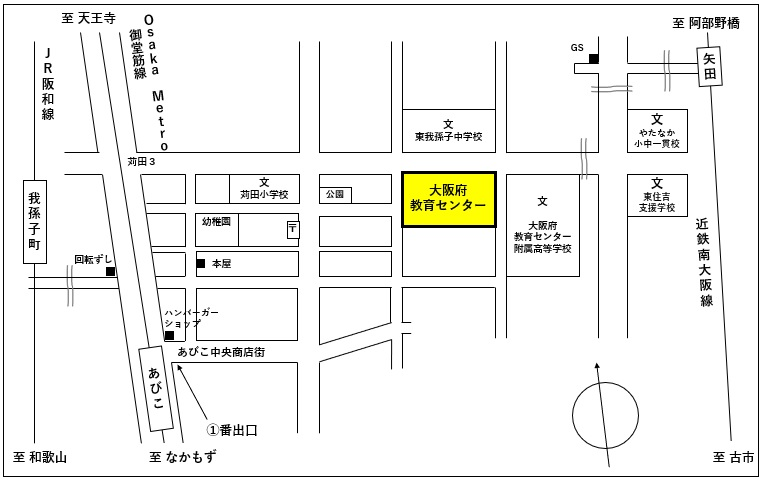 至 天王寺
Osaka Metro
御堂筋線
至 阿部野橋
JR阪和線
GS
矢田
文
東我孫子中学校
文
やたなか
小中一貫校
苅田3
文
苅田小学校
公園
大阪府
教育センター
文
大阪府
教育センター
附属高等学校
文
東住吉
支援学校
我孫子町
幼稚園
〒
近鉄南大阪線
回転ずし
本屋
ハンバーガー
ショップ
あびこ中央商店街
あびこ
①番出口
至 和歌山
至 なかもず
至 古市